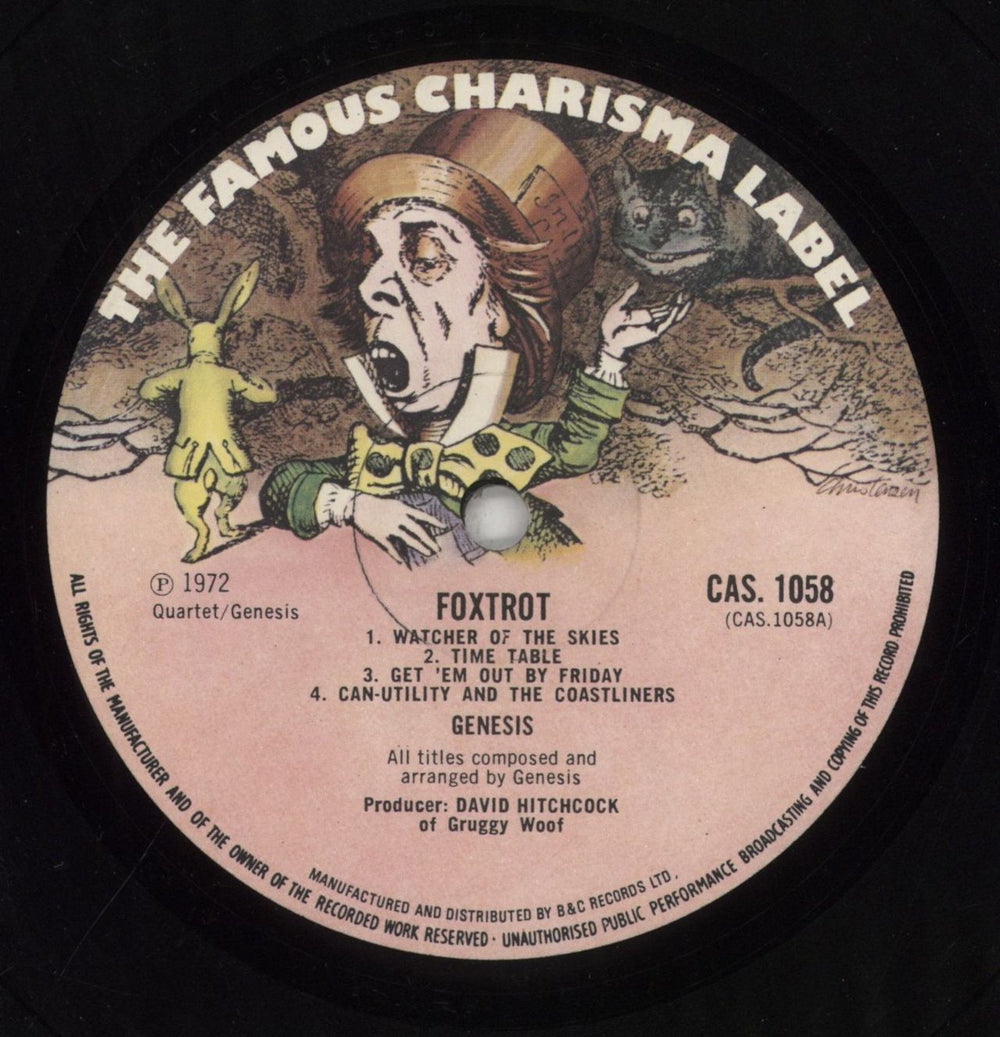 THE FAMOUS CHARISMA LABEL
Christensen
Ⓟ 1972
Quartet/Genesis
CAS. 1058
(CAS.1058A)
FOXTROT
1. WATCHER OF THE SKIES
2. TIME TABLE
3. GET 'EM OUT BY FRIDAY
4. CAN-UTILITY AND THE COASTLINERS
GENESIS
All titles composed and
arranged by Genesis
Producer: DAVID HITCHCOCK
of Gruggy Woof
MANUFACTURED AND DISTRIBUTED BY B&C RECORDS LTD.
ALL RIGHTS OF THE MANUFACTURER AND OF THE OWNER OF THE RECORDED WORK RESERVED · UNAUTHORISED PUBLIC PERFORMANCE BROADCASTING AND COPYING OF THIS RECORD PROHIBITED